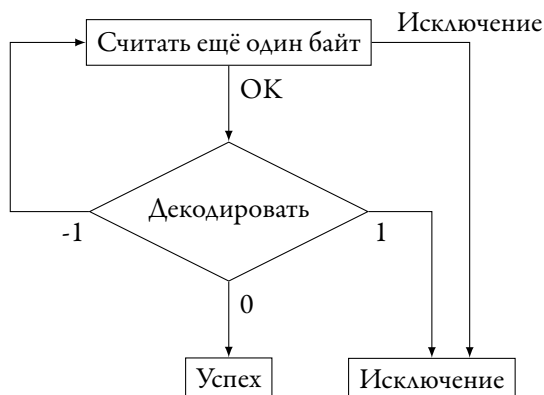 Исключение
Считать ещё один байт
OK
Декодировать
-1
1
0
Успех
Исключение